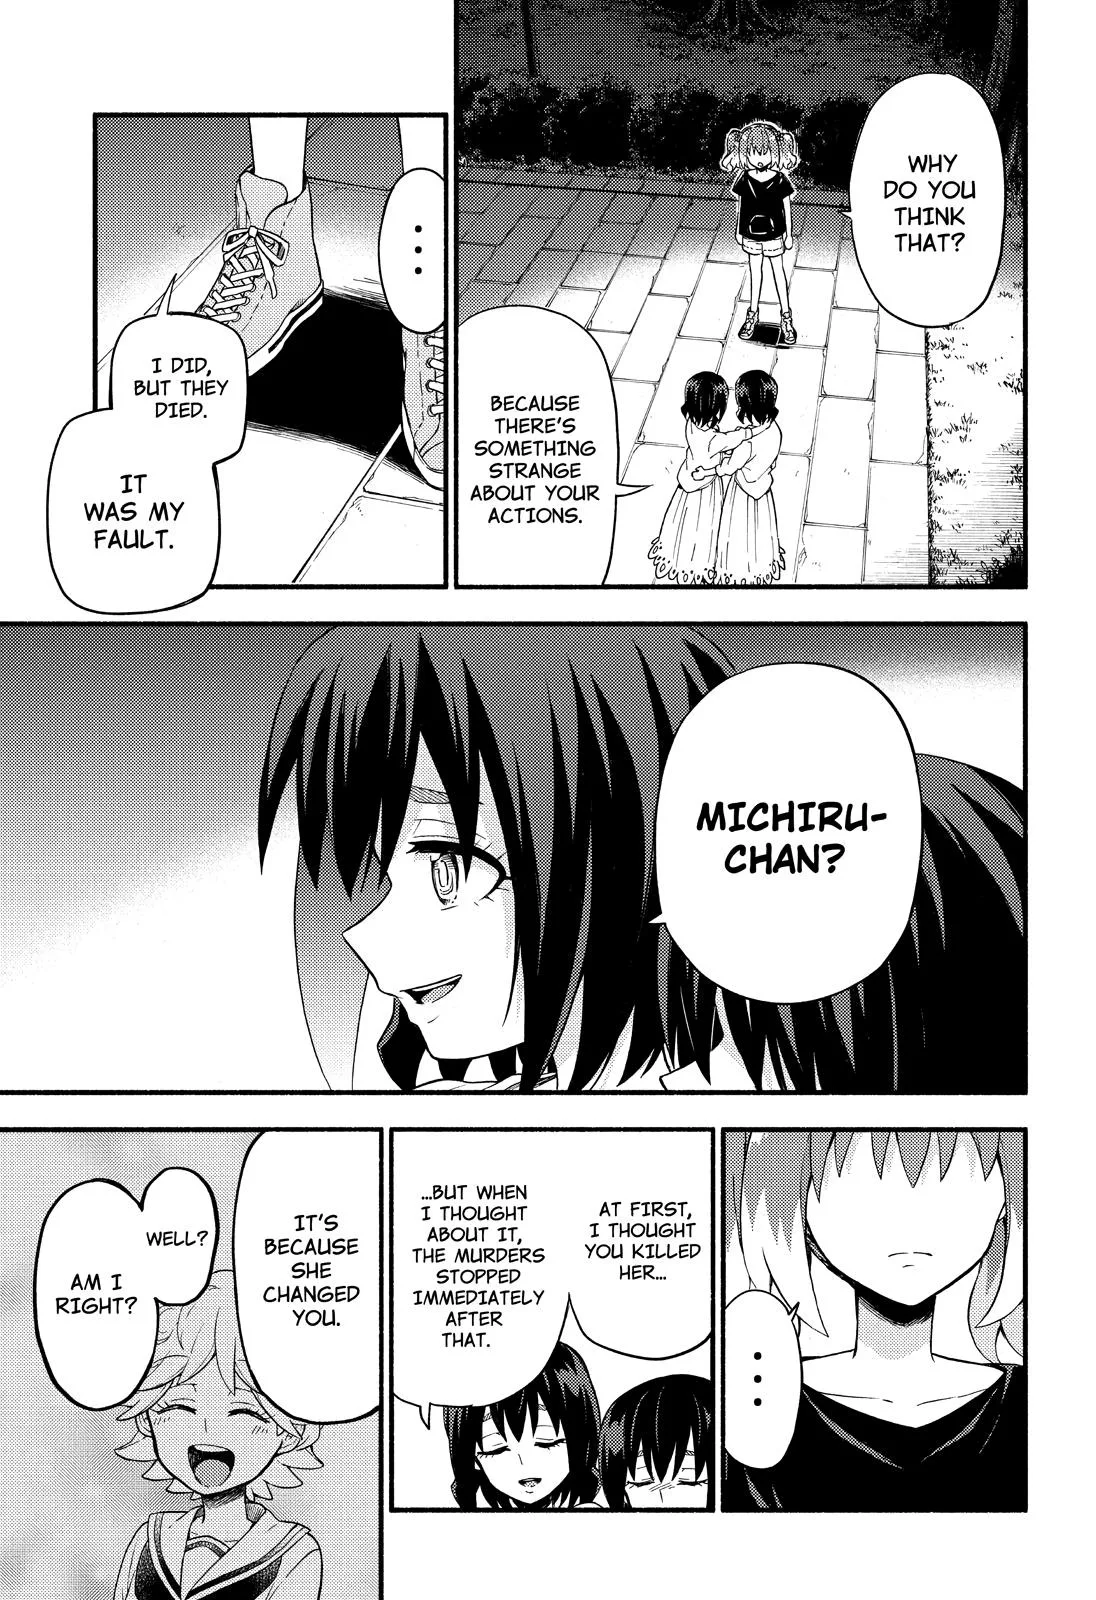 WHY
DO YOU
THINK
THAT?
BECAUSE
THERE'S
SOMETHING
STRANGE
ABOUT YOUR
ACTIONS.
...
I DID,
BUT THEY
DIED.
IT
WAS MY
FAULT.
MICHIRU-
CHAN?
...
AT FIRST,
I THOUGHT
YOU KILLED
HER...
...BUT WHEN
I THOUGHT
ABOUT IT,
THE MURDERS
STOPPED
IMMEDIATELY
AFTER
THAT.
IT'S
BECAUSE
SHE
CHANGED
YOU.
WELL?
AM I
RIGHT?